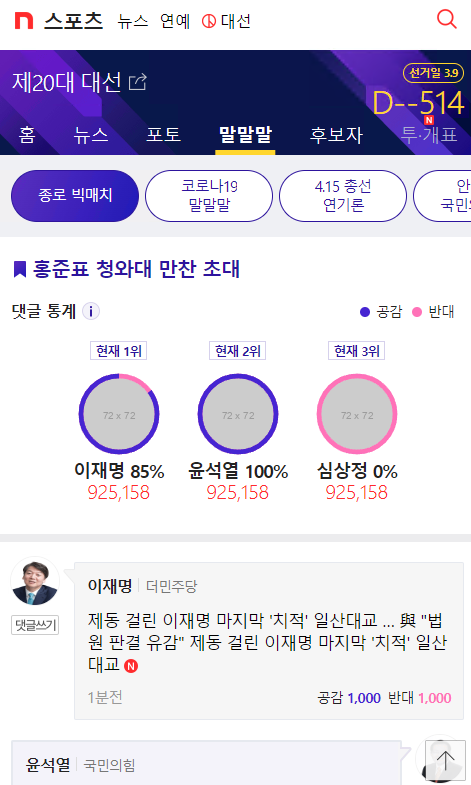 n 스포츠 뉴스 연예 대선
제20대 대선
선거일 3.9
D--514
N
홈 뉴스 포토 말말말 후보자 투·개표
종로 빅매치
코로나19
말말말
4.15 총선
연기론
안
국민의
홍준표 청와대 만찬 초대
댓글 통계 i
공감 반대
현재 1위 현재 2위 현재 3위
72 x 72 72 x 72 72 x 72
이재명 85% 윤석열 100% 심상정 0%
925,158 925,158 925,158
이재명 더민주당
댓글쓰기
제동 걸린 이재명 마지막 '치적' 일산대교 ... 與 "법
원 판결 유감" 제동 걸린 이재명 마지막 '치적' 일산
대교 N
1분전 공감 1,000 반대 1,000
윤석열 국민의힘